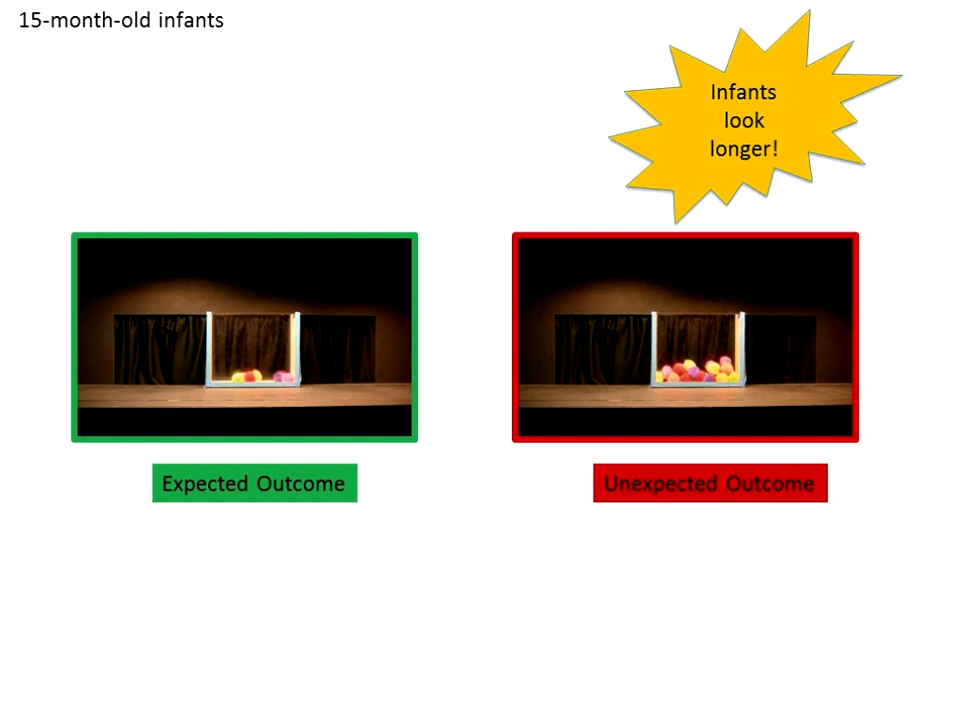 15-month-old infants
Infants
look
longer!
Expected Outcome
Unexpected Outcome